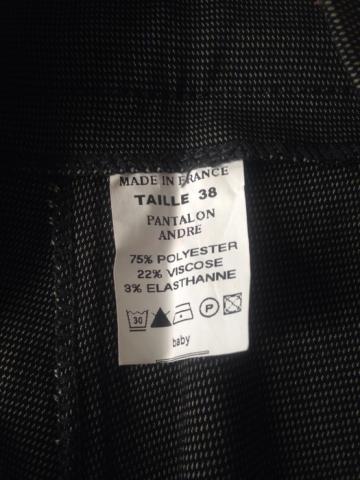 MADE IN FRANCE
TAILLE 38
PANTALON
ANDRE
75% POLYESTER
22% VISCOSE
3% ELASTHANNE
30 P
baby